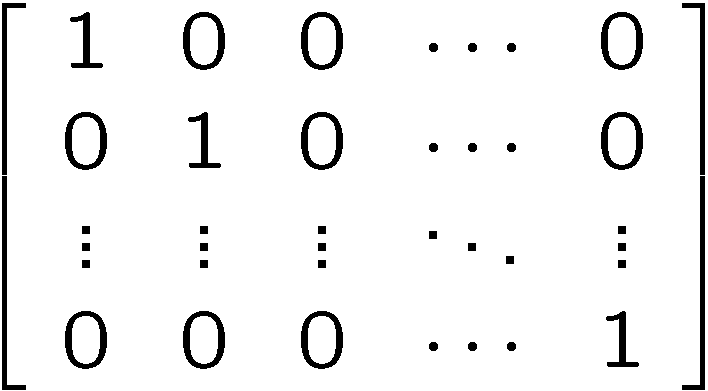 1 0 0 ⋯ 0
0 1 0 ⋯ 0
⋮ ⋮ ⋮ ⋱ ⋮
0 0 0 ⋯ 1